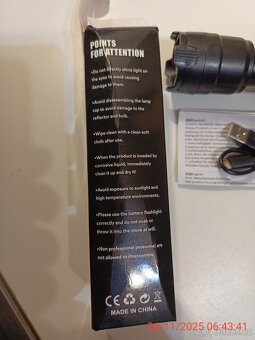 POINTS
FOR ATTENTION
•Do not directly shine light on
the eyes to avoid causing
damage to them.
•Avoid disassembling the lamp
cap to avoid damage to the
reflector and bulb.
•Wipe clean with a clean soft
cloth after use.
•When the product is invaded by
corrosive liquid, immediately
clean it up and dry it!
•Avoid exposure to sunlight and
high temperature environments.
•Please use the battery flashlight
correctly and do not soak or
throw it into the stove at will.
•Non professional personnel are
not allowed to disassemble.
CE
MADE IN CHINA
/11/2025 06:43:41